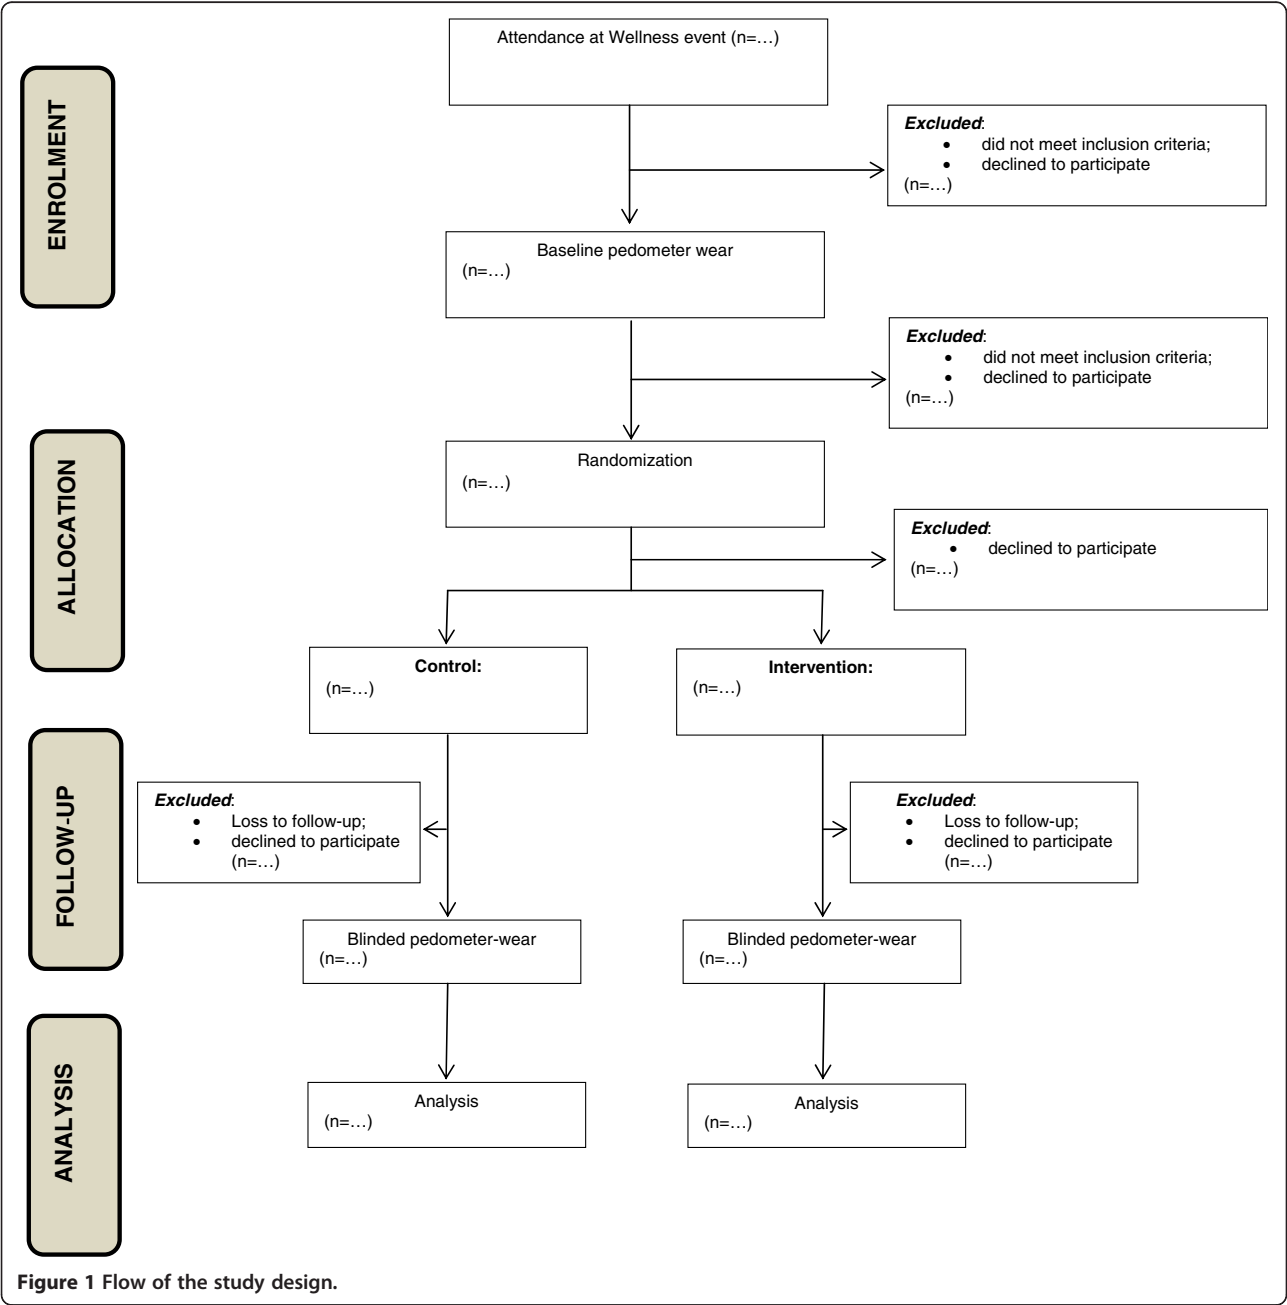 Attendance at Wellness event (n=…)
ENROLMENT
Excluded:
• did not meet inclusion criteria;
• declined to participate
(n=…)
Baseline pedometer wear
(n=…)
Excluded:
• did not meet inclusion criteria;
• declined to participate
(n=…)
ALLOCATION
Randomization
(n=…)
Excluded:
• declined to participate
(n=…)
Control:
(n=…)
Intervention:
(n=…)
FOLLOW-UP
Excluded:
• Loss to follow-up;
• declined to participate
(n=…)
Excluded:
• Loss to follow-up;
• declined to participate
(n=…)
Blinded pedometer-wear
(n=…)
Blinded pedometer-wear
(n=…)
ANALYSIS
Analysis
(n=…)
Analysis
(n=…)
Figure 1 Flow of the study design.